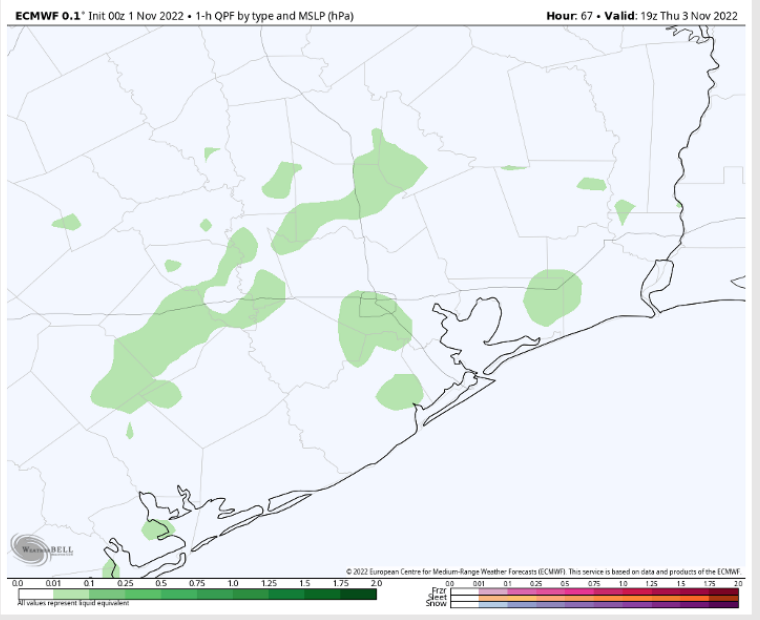 ECMWF 0.1° Init 00z 1 Nov 2022 • 1-h QPF by type and MSLP (hPa)
Hour: 67 • Valid: 19z Thu 3 Nov 2022
WEATHERBELL
© 2022 European Centre for Medium-Range Weather Forecasts (ECMWF). This service is based on data and products of the ECMWF.
0.0 0.01 0.1 0.25 0.5 0.75 1.0 1.25 1.5 1.75 2.0
All values represent liquid equivalent
0.0 0.01 0.1 0.25 0.5 0.75 1.0 1.25 1.5 1.75 2.0
Frzr
Sleet
Snow